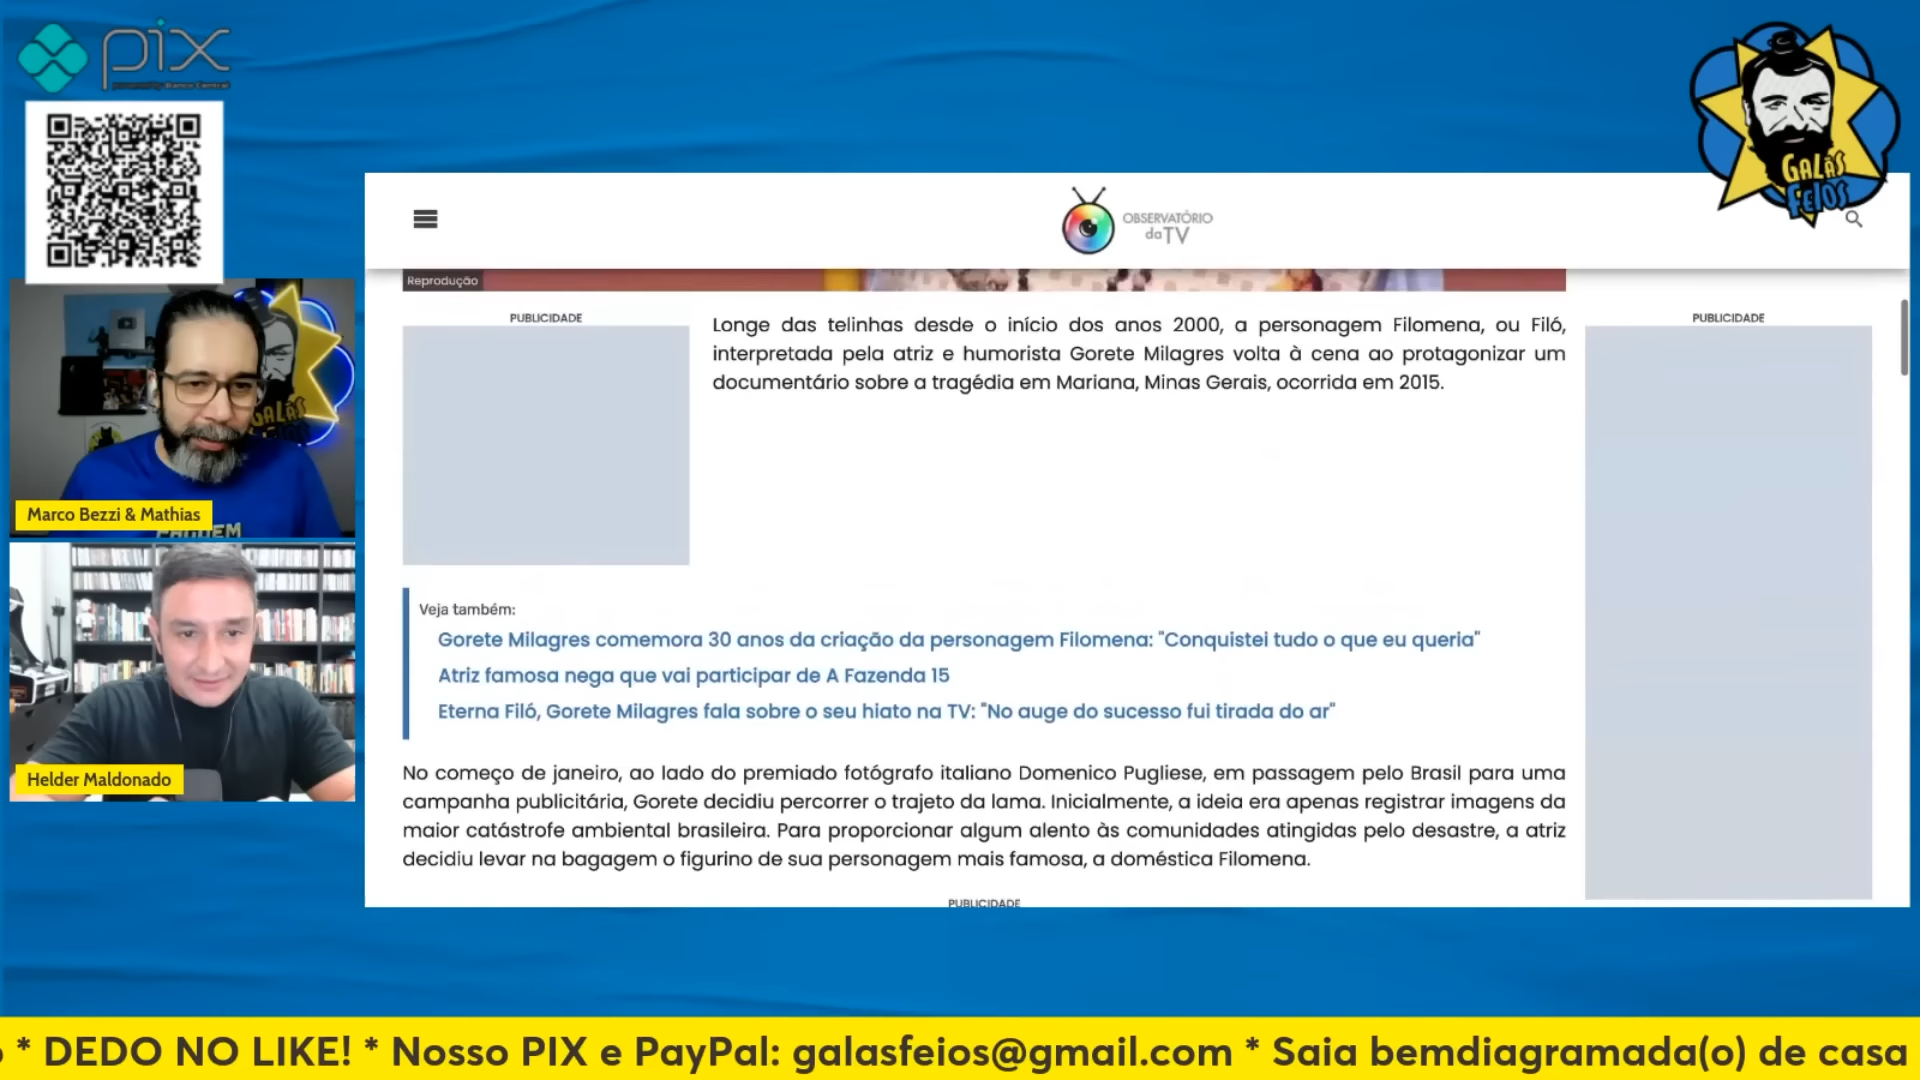 pix
powered by Banco Central
GALÃS
FEIOS
OBSERVATÓRIO
da TV
Reprodução
PUBLICIDADE
Longe das telinhas desde o início dos anos 2000, a personagem Filomena, ou Filó,
interpretada pela atriz e humorista Gorete Milagres volta à cena ao protagonizar um
documentário sobre a tragédia em Mariana, Minas Gerais, ocorrida em 2015.
PUBLICIDADE
GALÃS
Marco Bezzi & Mathias
Helder Maldonado
Veja também:
Gorete Milagres comemora 30 anos da criação da personagem Filomena: "Conquistei tudo o que eu queria"
Atriz famosa nega que vai participar de A Fazenda 15
Eterna Filó, Gorete Milagres fala sobre o seu hiato na TV: "No auge do sucesso fui tirada do ar"
No começo de janeiro, ao lado do premiado fotógrafo italiano Domenico Pugliese, em passagem pelo Brasil para uma
campanha publicitária, Gorete decidiu percorrer o trajeto da lama. Inicialmente, a ideia era apenas registrar imagens da
maior catástrofe ambiental brasileira. Para proporcionar algum alento às comunidades atingidas pelo desastre, a atriz
decidiu levar na bagagem o figurino de sua personagem mais famosa, a doméstica Filomena.
PUBLICIDADE
* DEDO NO LIKE! * Nosso PIX e PayPal: galasfeios@gmail.com * Saia bemdiagramada(o) de casa